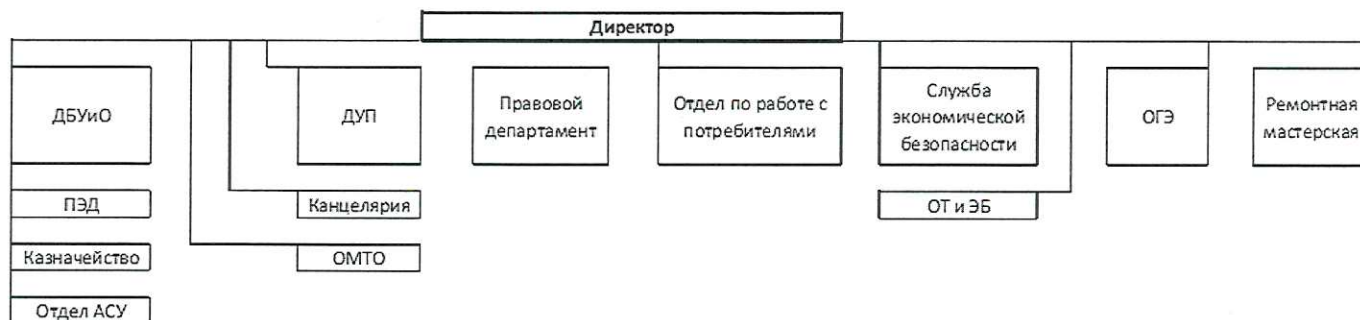 Директор
ДБУиО
ДУП
Правовой
департамент
Отдел по работе с
потребителями
Служба
экономической
безопасности
ОГЭ
Ремонтная
мастерская
ПЭД
Канцелярия
ОТ и ЭБ
Казначейство
ОМТО
Отдел АСУ